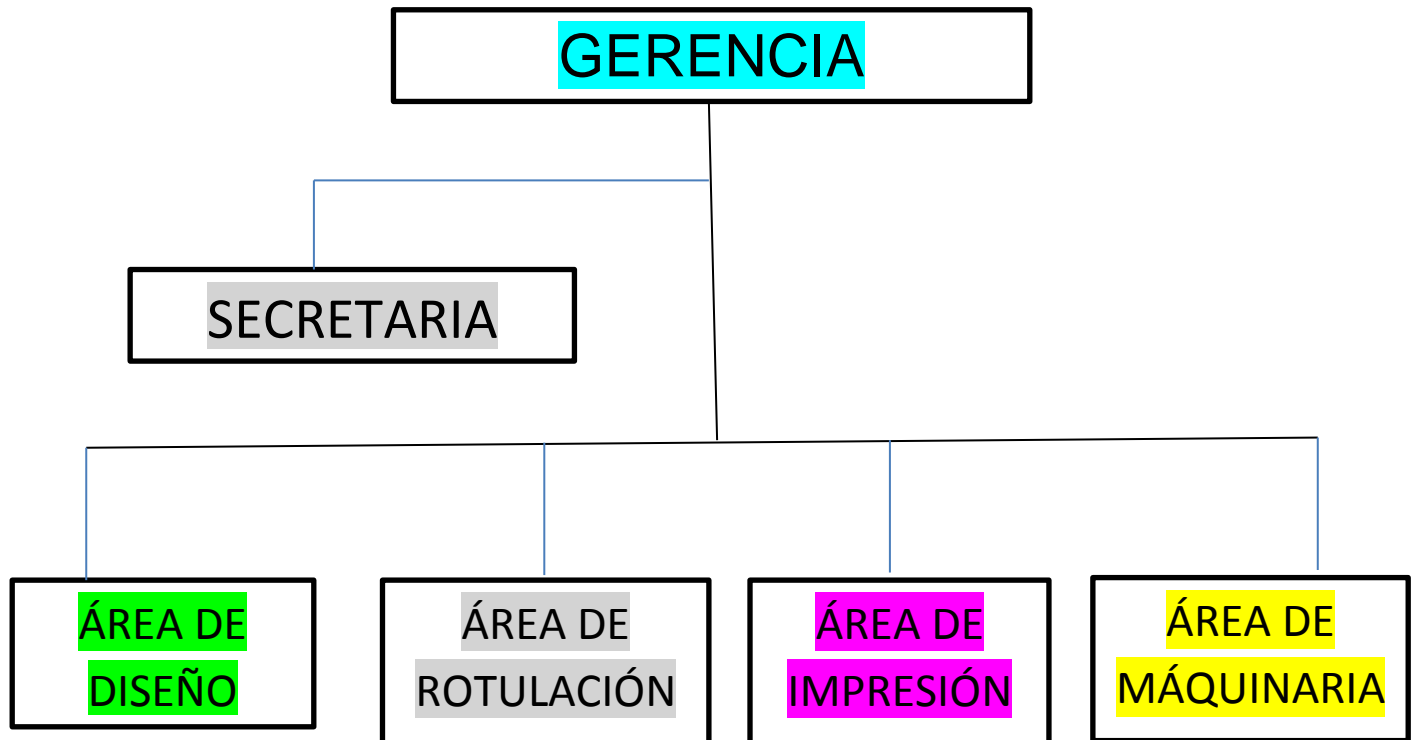 GERENCIA
SECRETARIA
ÁREA DE
DISEÑO
ÁREA DE
ROTULACIÓN
ÁREA DE
IMPRESIÓN
ÁREA DE
MÁQUINARIA